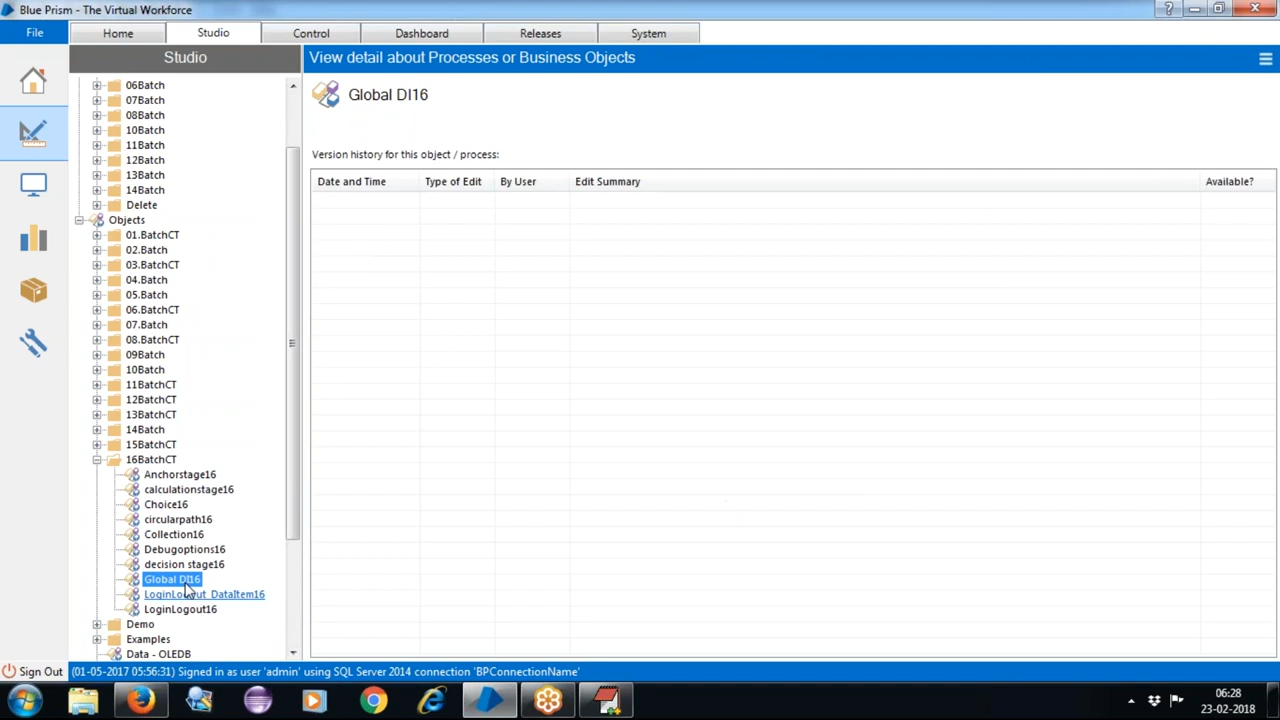 Blue Prism - The Virtual Workforce
File
Home
Studio
Control
Dashboard
Releases
System
Studio
View detail about Processes or Business Objects
06Batch
07Batch
08Batch
10Batch
11Batch
12Batch
13Batch
14Batch
Delete
Objects
01.BatchCT
02.Batch
03.BatchCT
04.Batch
05.Batch
06.BatchCT
07.Batch
08.BatchCT
09Batch
10Batch
11BatchCT
12BatchCT
13BatchCT
14Batch
15BatchCT
16BatchCT
Anchorstage16
calculationstage16
Choice16
circularpath16
Collection16
Debugoptions16
decision stage16
Global DI16
LoginLogout_DataItem16
LoginLogout16
Demo
Examples
Data - OLEDB
Global DI16
Version history for this object / process:
Date and Time Type of Edit By User Edit Summary Available?
Sign Out
(01-05-2017 05:56:31) Signed in as user 'admin' using SQL Server 2014 connection 'BPConnectionName'
06:28
23-02-2018